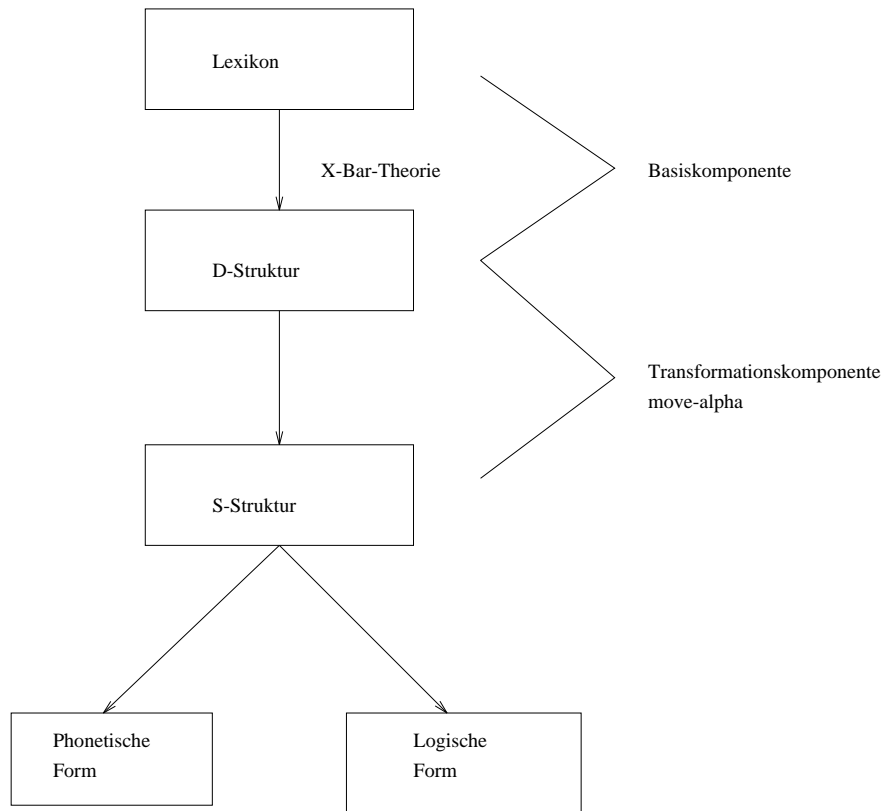 Lexikon
X-Bar-Theorie
Basiskomponente
D-Struktur
Transformationskomponente
move-alpha
S-Struktur
Phonetische
Form
Logische
Form